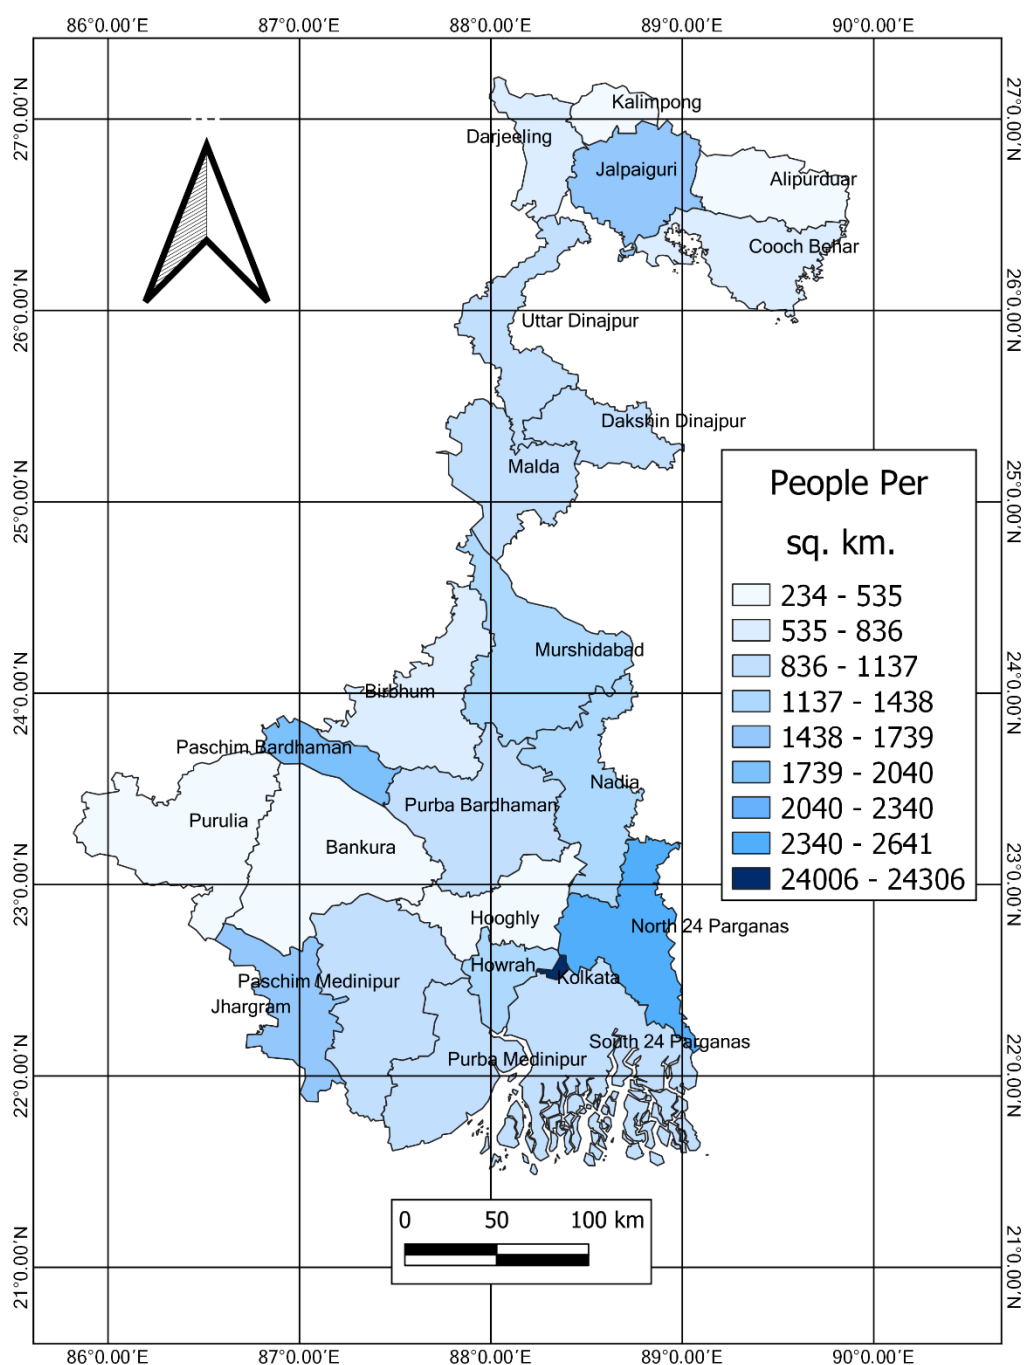 86°0.00′E 87°0.00′E 88°0.00′E 89°0.00′E 90°0.00′E
27°0.00′N 27°0.00′N
Kalimpong
Darjeeling
Jalpaiguri
Alipurduar
Cooch Behar
26°0.00′N 26°0.00′N
Uttar Dinajpur
Dakshin Dinajpur
Malda
25°0.00′N 25°0.00′N
People Per
sq. km.
234 - 535
535 - 836
836 - 1137
1137 - 1438
1438 - 1739
1739 - 2040
2040 - 2340
2340 - 2641
24006 - 24306
Murshidabad
24°0.00′N 24°0.00′N
Birbhum
Paschim Bardhaman
Nadia
Purba Bardhaman
Purulia
Bankura
23°0.00′N 23°0.00′N
Hooghly
North 24 Parganas
Howrah
Kolkata
Paschim Medinipur
Jhargram
South 24 Parganas
Purba Medinipur
22°0.00′N 22°0.00′N
0 50 100 km
21°0.00′N 21°0.00′N
86°0.00′E 87°0.00′E 88°0.00′E 89°0.00′E 90°0.00′E